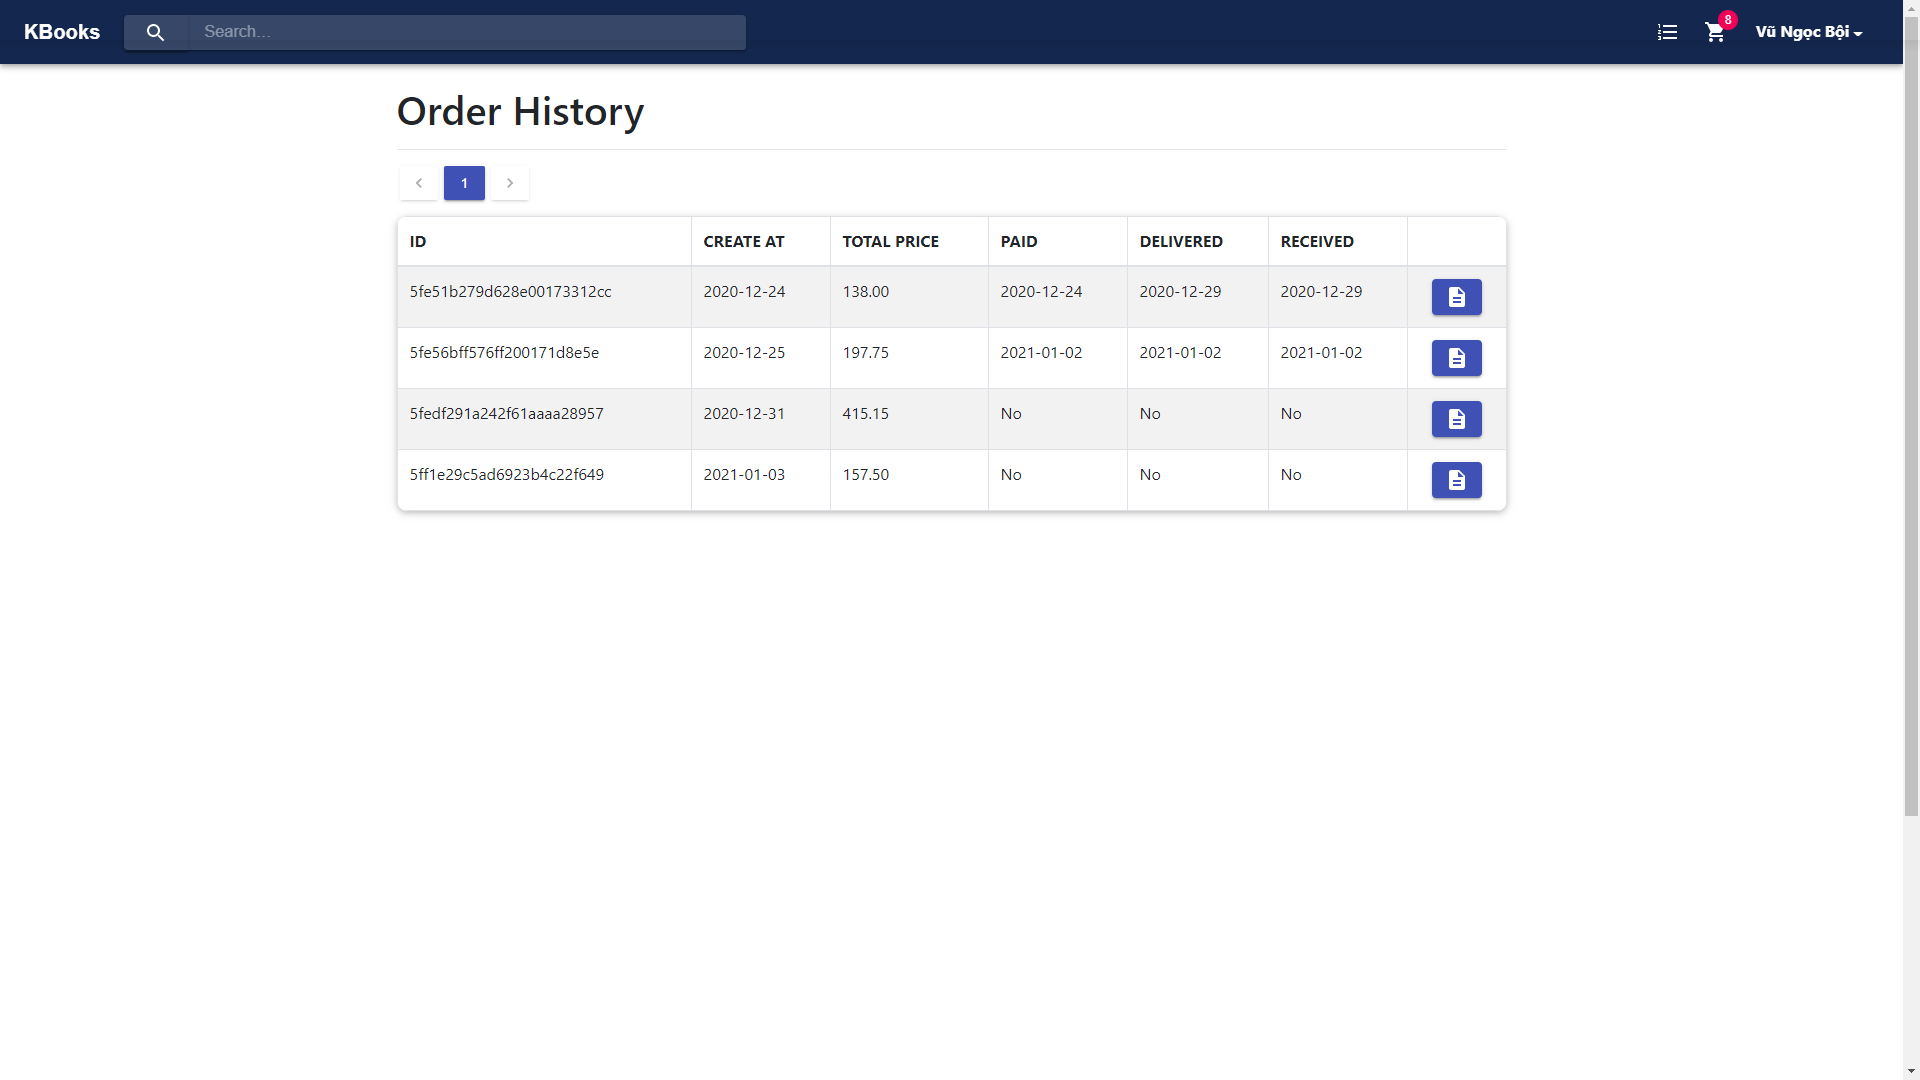 KBooks Search... 8 Vũ Ngọc Bội
Order History
1
ID CREATE AT TOTAL PRICE PAID DELIVERED RECEIVED
5fe51b279d628e00173312cc 2020-12-24 138.00 2020-12-24 2020-12-29 2020-12-29
5fe56bff576ff200171d8e5e 2020-12-25 197.75 2021-01-02 2021-01-02 2021-01-02
5fedf291a242f61aaaa28957 2020-12-31 415.15 No No No
5ff1e29c5ad6923b4c22f649 2021-01-03 157.50 No No No